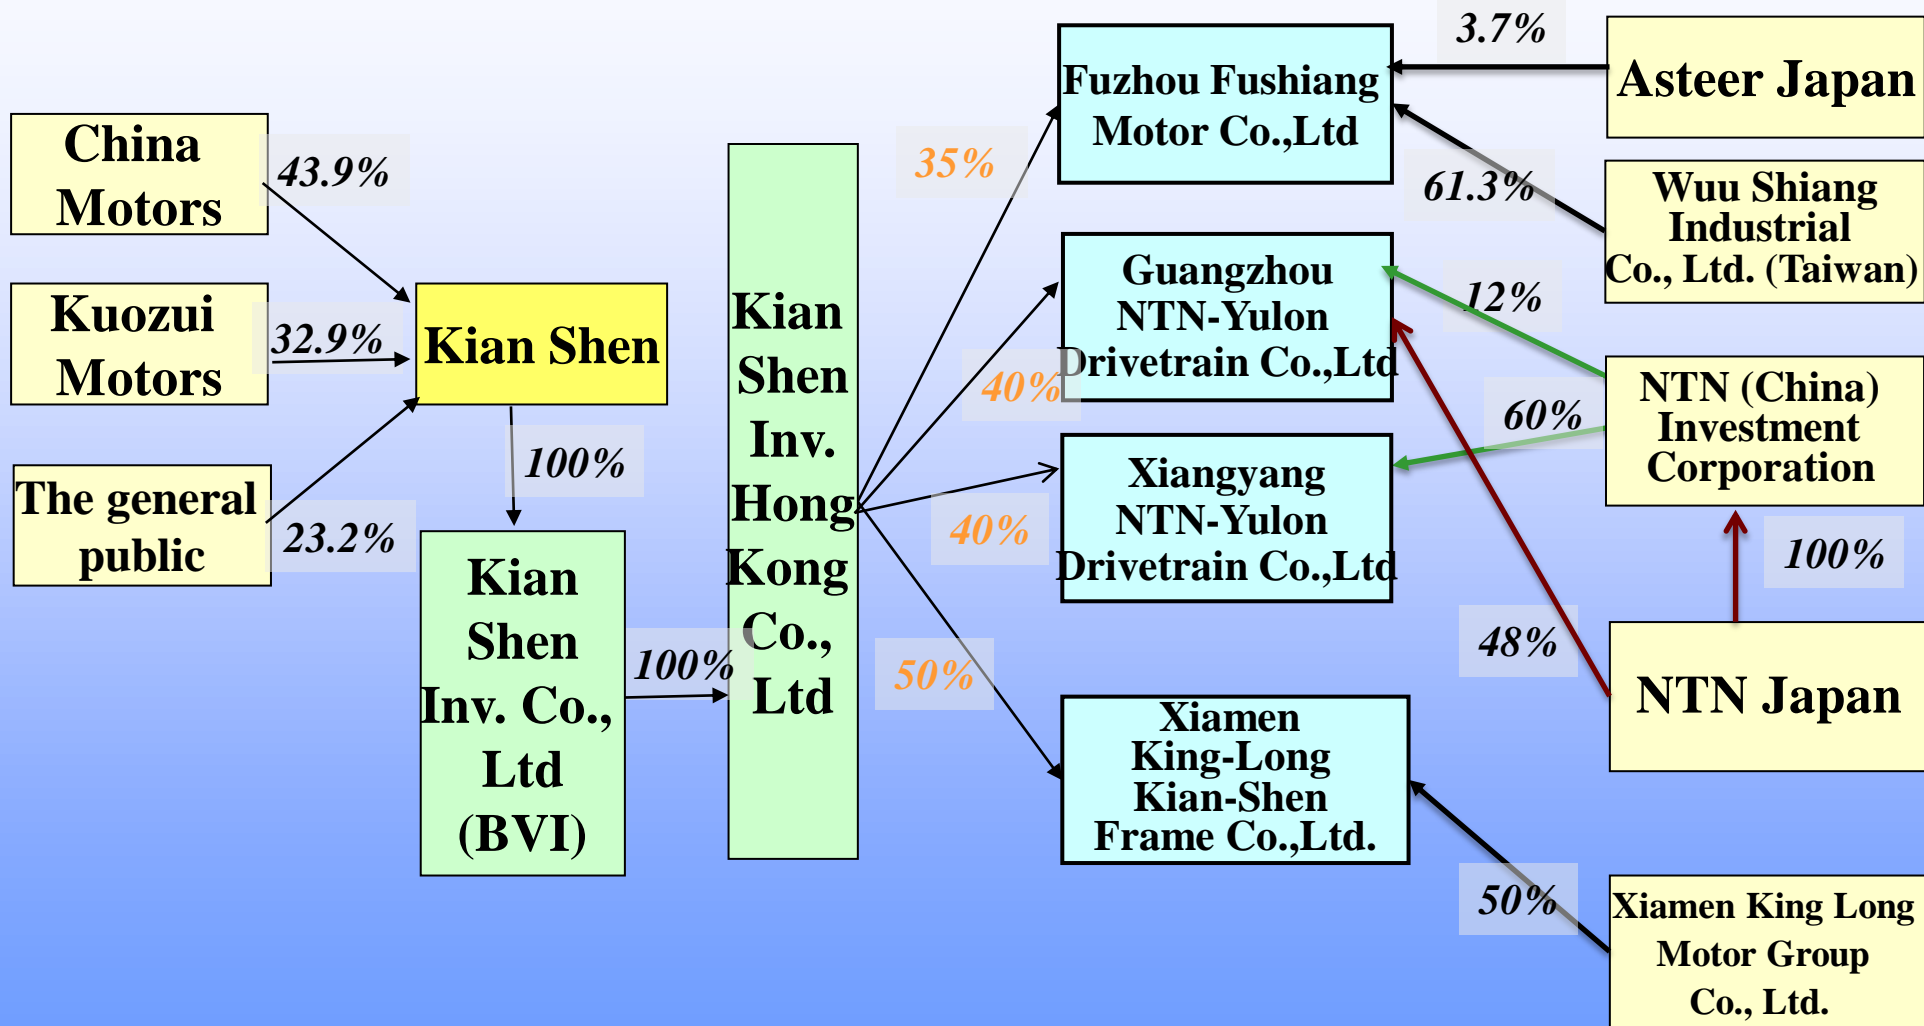 China
Motors
43.9%
Kuozui
Motors
32.9%
The general
public
23.2%
Kian Shen
100%
Kian
Shen
Inv. Co.,
Ltd
(BVI)
100%
Kian
Shen
Inv.
Hong
Kong
Co.,
Ltd
35%
40%
40%
50%
Fuzhou Fushiang
Motor Co.,Ltd
Guangzhou
NTN-Yulon
Drivetrain Co.,Ltd
Xiangyang
NTN-Yulon
Drivetrain Co.,Ltd
Xiamen
King-Long
Kian-Shen
Frame Co.,Ltd.
3.7%
61.3%
12%
60%
48%
100%
50%
Asteer Japan
Wuu Shiang
Industrial
Co., Ltd. (Taiwan)
NTN (China)
Investment
Corporation
NTN Japan
Xiamen King Long
Motor Group
Co., Ltd.